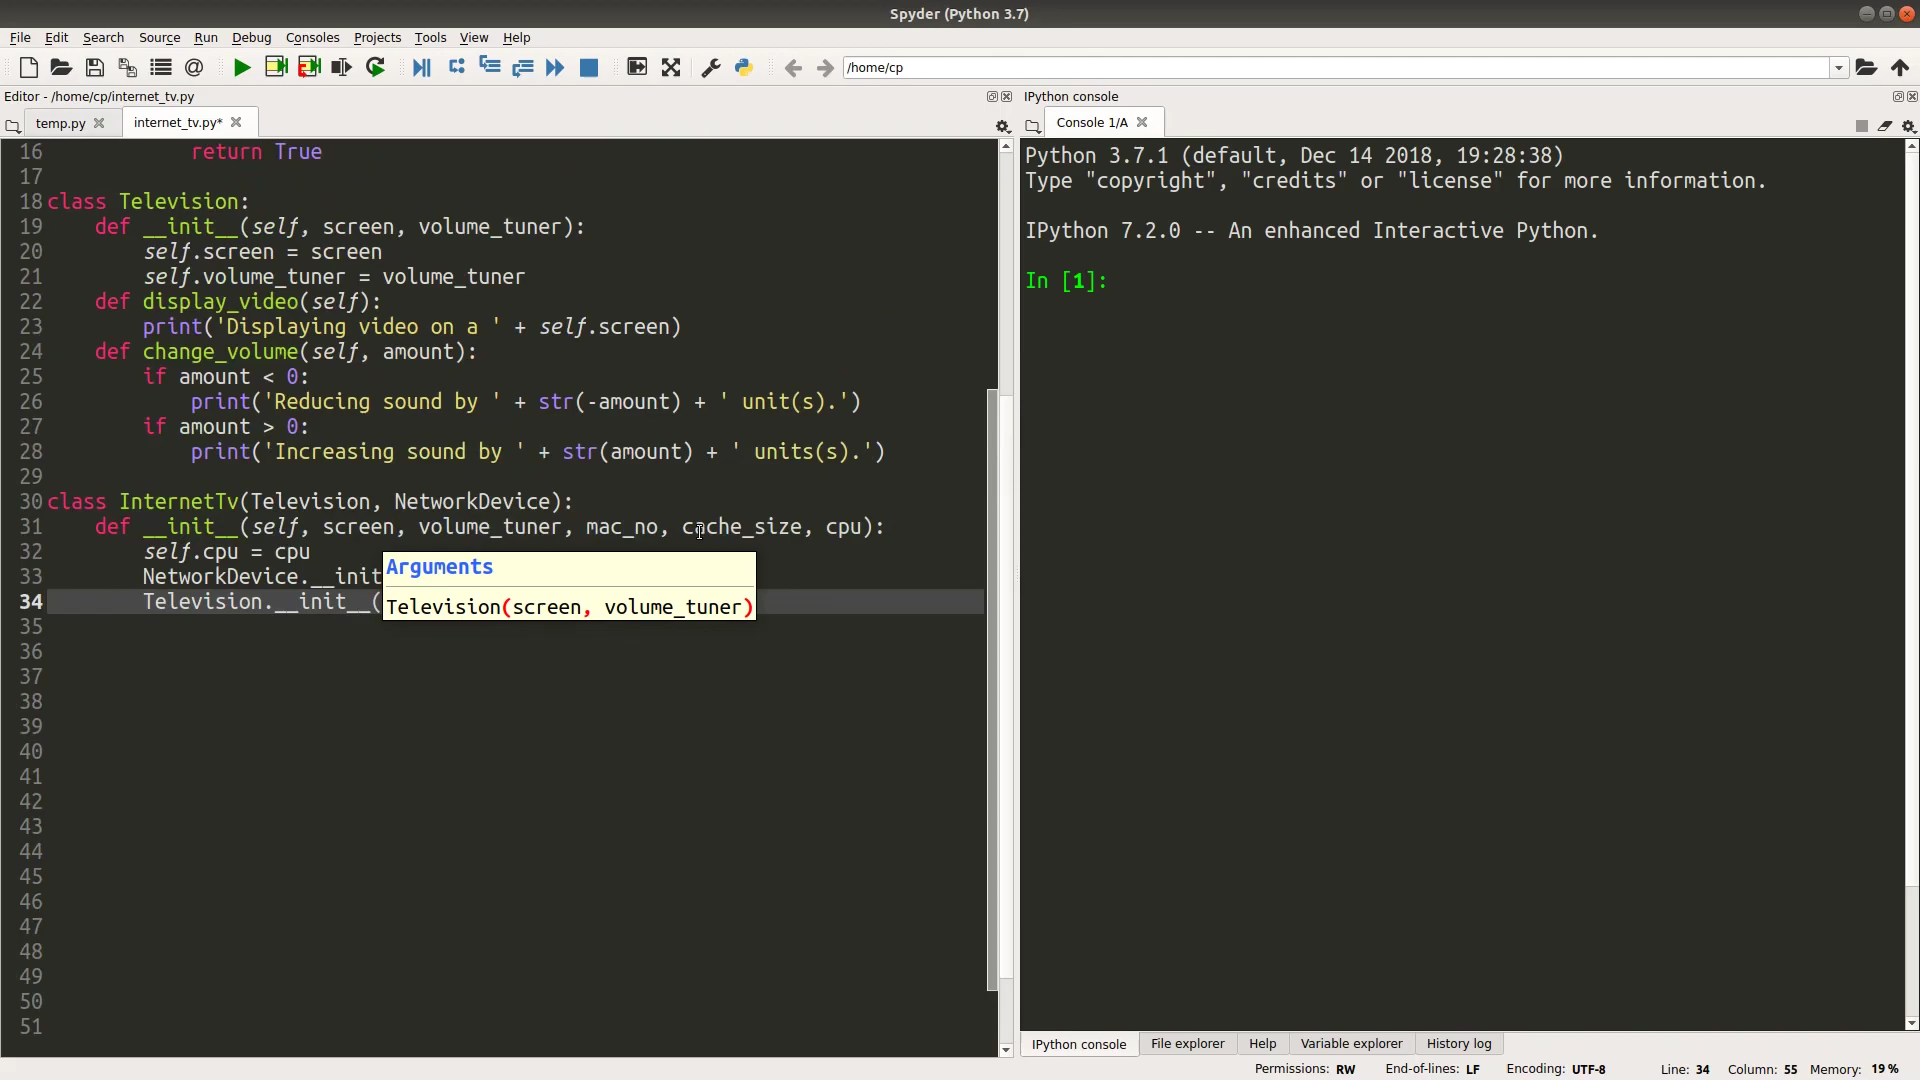 Spyder (Python 3.7)
File Edit Search Source Run Debug Consoles Projects Tools View Help
/home/cp
Editor - /home/cp/internet_tv.py
temp.py
internet_tv.py*
16 return True
17
18 class Television:
19 def __init__(self, screen, volume_tuner):
20 self.screen = screen
21 self.volume_tuner = volume_tuner
22 def display_video(self):
23 print('Displaying video on a ' + self.screen)
24 def change_volume(self, amount):
25 if amount < 0:
26 print('Reducing sound by ' + str(-amount) + ' unit(s).')
27 if amount > 0:
28 print('Increasing sound by ' + str(amount) + ' units(s).')
29
30 class InternetTv(Television, NetworkDevice):
31 def __init__(self, screen, volume_tuner, mac_no, cache_size, cpu):
32 self.cpu = cpu
33 NetworkDevice.__init
34 Television.__init__(
Arguments
Television(screen, volume_tuner)
35
36
37
38
39
40
41
42
43
44
45
46
47
48
49
50
51
IPython console
Console 1/A
Python 3.7.1 (default, Dec 14 2018, 19:28:38)
Type "copyright", "credits" or "license" for more information.
IPython 7.2.0 -- An enhanced Interactive Python.
In [1]:
IPython console File explorer Help Variable explorer History log
Permissions: RW End-of-lines: LF Encoding: UTF-8 Line: 34 Column: 55 Memory: 19 %